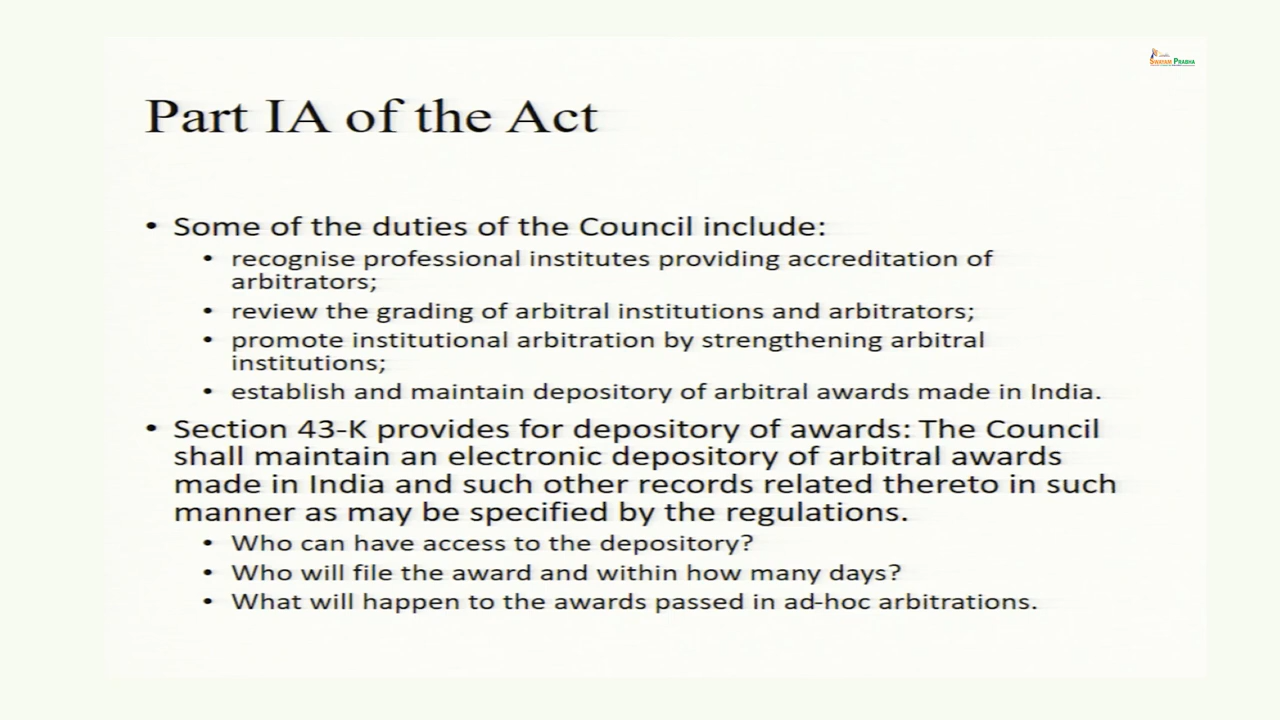 SWAYAM PRABHA
Part IA of the Act
• Some of the duties of the Council include:
• recognise professional institutes providing accreditation of
arbitrators;
• review the grading of arbitral institutions and arbitrators;
• promote institutional arbitration by strengthening arbitral
institutions;
• establish and maintain depository of arbitral awards made in India.
• Section 43-K provides for depository of awards: The Council
shall maintain an electronic depository of arbitral awards
made in India and such other records related thereto in such
manner as may be specified by the regulations.
• Who can have access to the depository?
• Who will file the award and within how many days?
• What will happen to the awards passed in ad-hoc arbitrations.